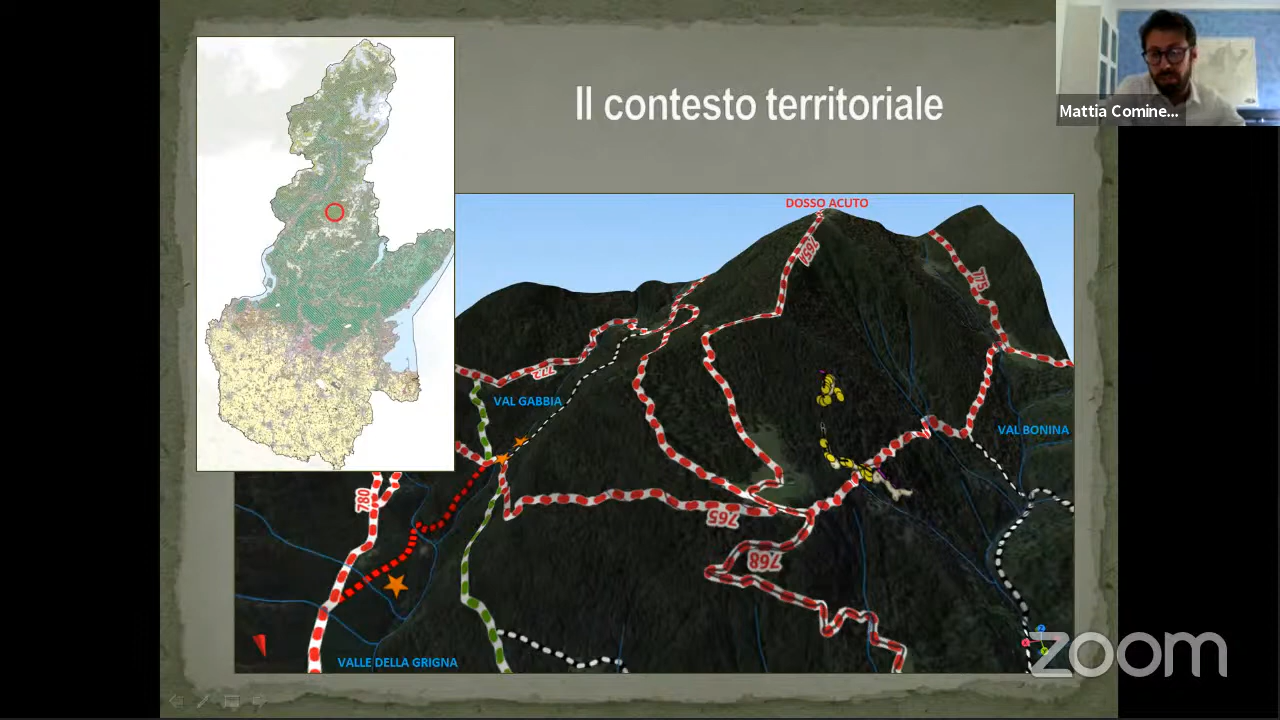 Il contesto territoriale
Mattia Comine...
DOSSO ACUTO
765A
775
772
VAL GABBIA
VAL BONINA
780
765
768
VALLE DELLA GRIGNA
zoom